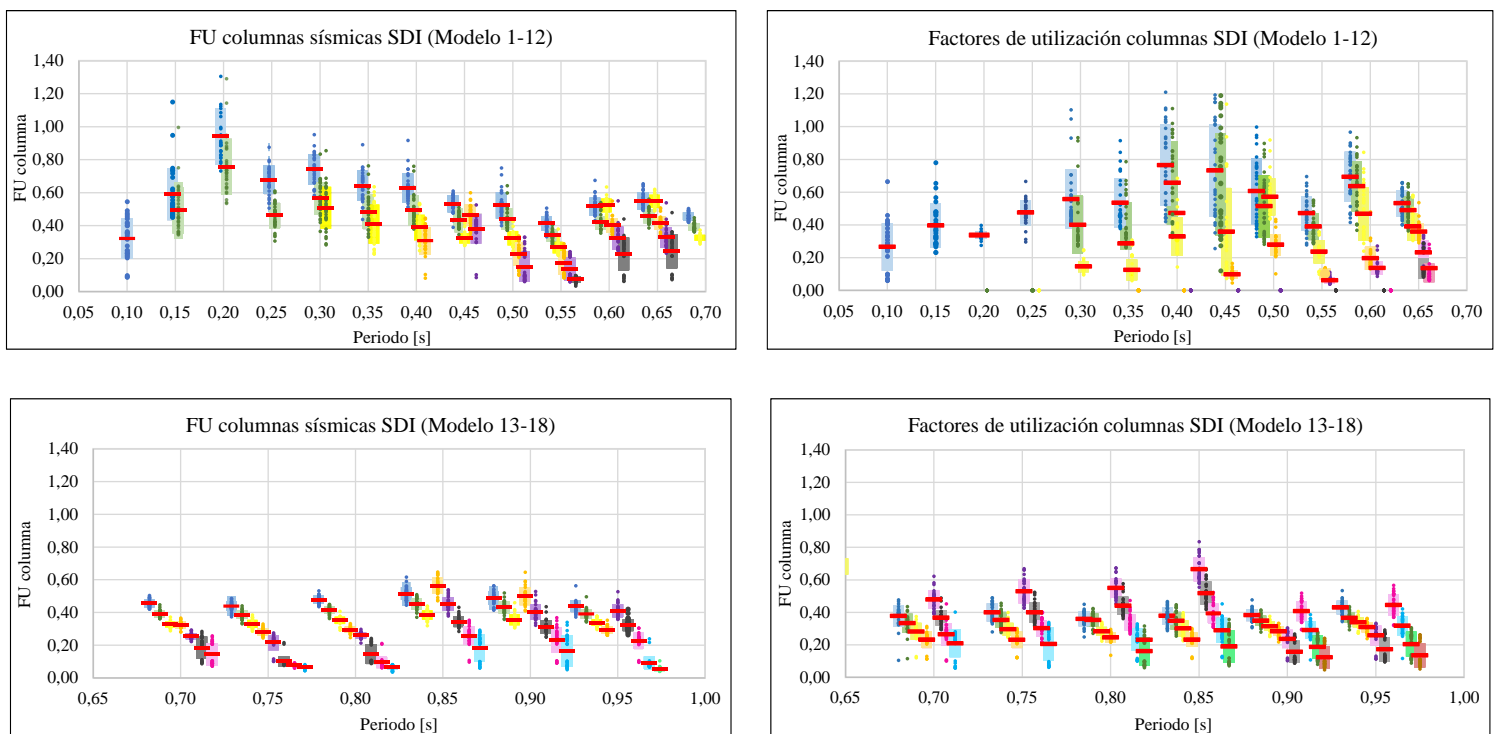 FU columnas sísmicas SDI (Modelo 1-12)
FU columna
1,40
1,20
1,00
0,80
0,60
0,40
0,20
0,00
0,05 0,10 0,15 0,20 0,25 0,30 0,35 0,40 0,45 0,50 0,55 0,60 0,65 0,70
Periodo [s]
Factores de utilización columnas SDI (Modelo 1-12)
FU columna
1,40
1,20
1,00
0,80
0,60
0,40
0,20
0,00
0,05 0,10 0,15 0,20 0,25 0,30 0,35 0,40 0,45 0,50 0,55 0,60 0,65 0,70
Periodo [s]
FU columnas sísmicas SDI (Modelo 13-18)
FU columna
1,40
1,20
1,00
0,80
0,60
0,40
0,20
0,00
0,65 0,70 0,75 0,80 0,85 0,90 0,95 1,00
Periodo [s]
Factores de utilización columnas SDI (Modelo 13-18)
FU columna
1,40
1,20
1,00
0,80
0,60
0,40
0,20
0,00
0,65 0,70 0,75 0,80 0,85 0,90 0,95 1,00
Periodo [s]